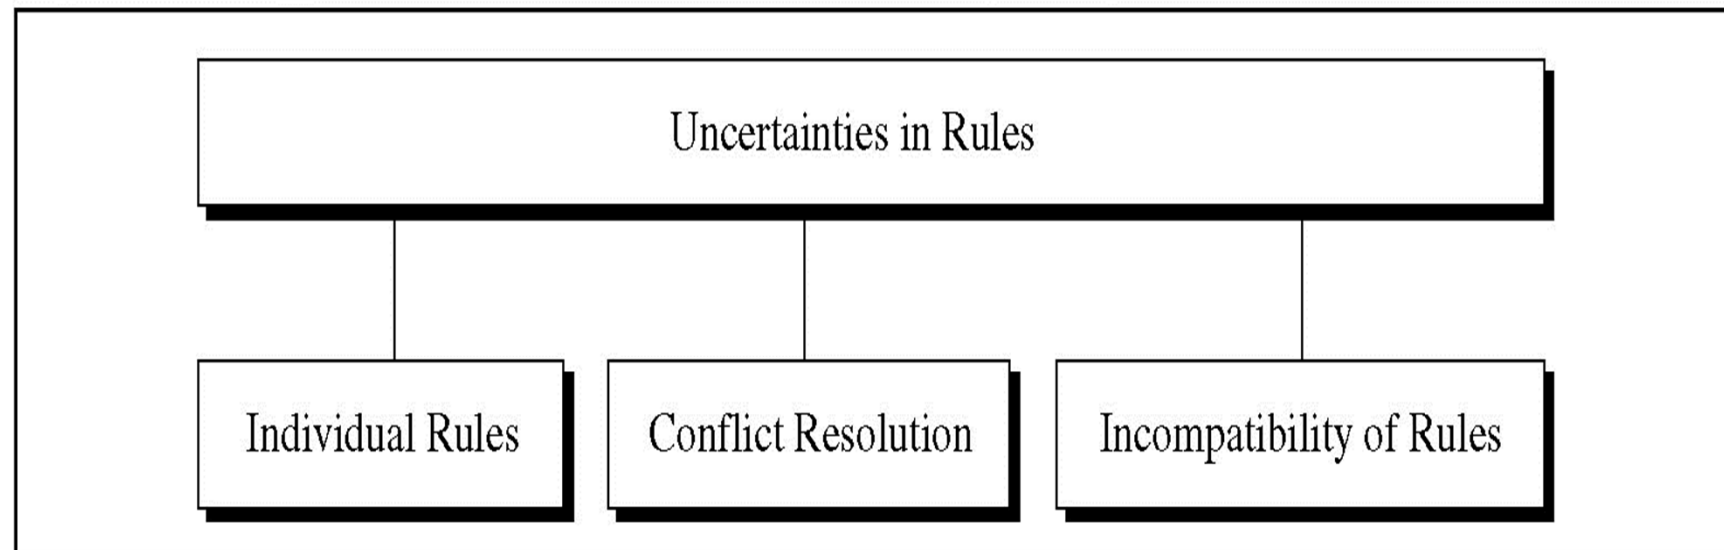 Uncertainties in Rules
Individual Rules
Conflict Resolution
Incompatibility of Rules